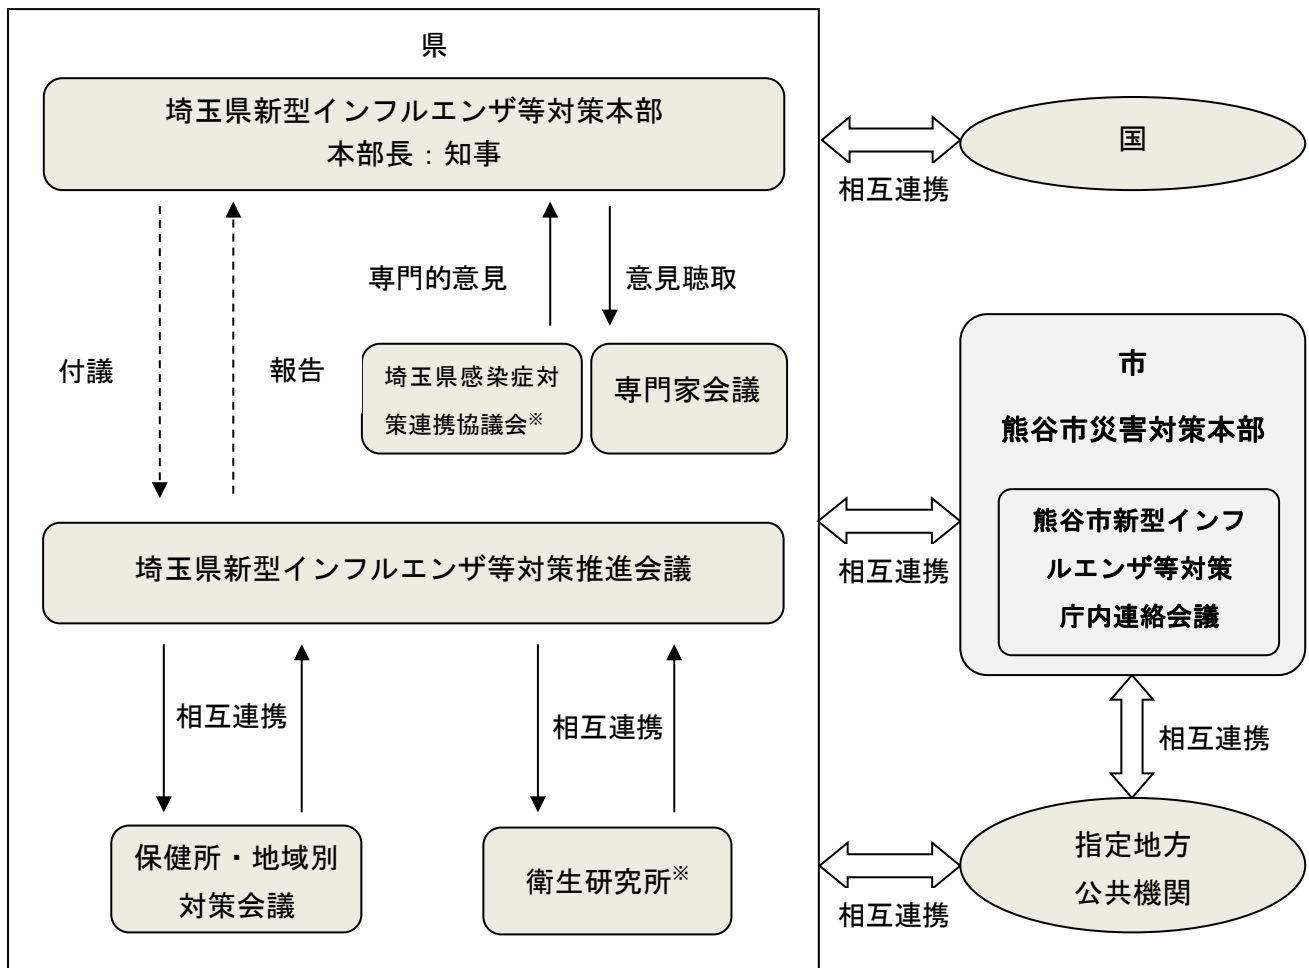 県
埼玉県新型インフルエンザ等対策本部
本部長：知事
国
相互連携
専門的意見
意見聴取
付議
報告
埼玉県感染症対
策連携協議会※
専門家会議
市
熊谷市災害対策本部
熊谷市新型インフ
ルエンザ等対策
庁内連絡会議
相互連携
埼玉県新型インフルエンザ等対策推進会議
相互連携
相互連携
相互連携
保健所・地域別
対策会議
衛生研究所※
指定地方
公共機関
相互連携